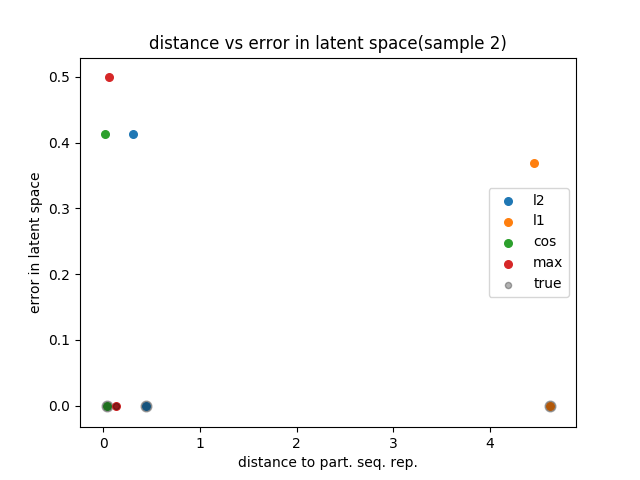 distance vs error in latent space(sample 2)
error in latent space
0.5
0.4
0.3
0.2
0.1
0.0
l2
l1
cos
max
true
0 1 2 3 4
distance to part. seq. rep.